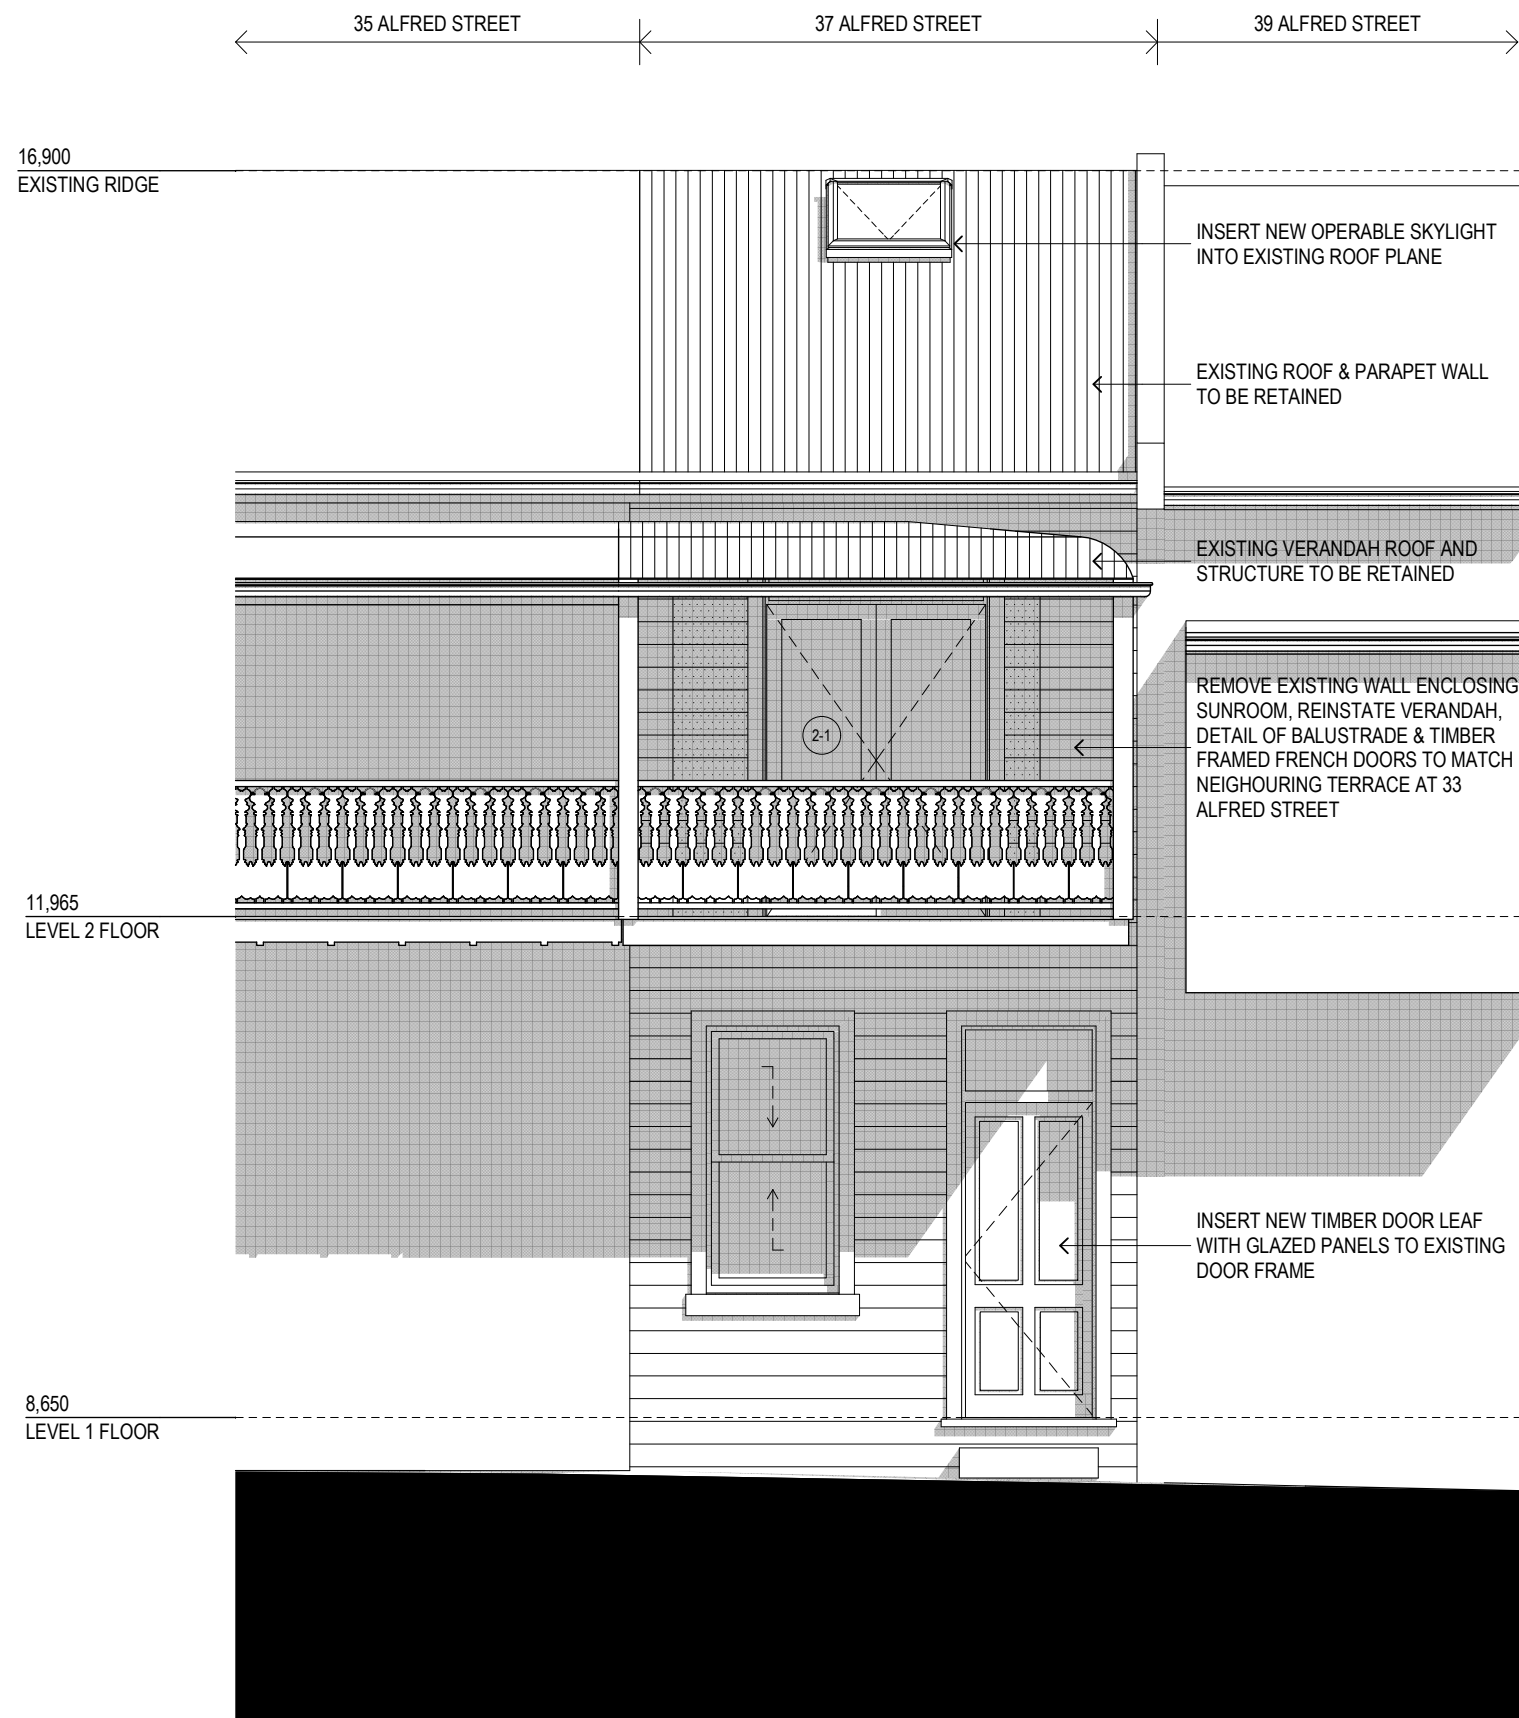 35 ALFRED STREET
37 ALFRED STREET
39 ALFRED STREET
16,900
EXISTING RIDGE
INSERT NEW OPERABLE SKYLIGHT
INTO EXISTING ROOF PLANE
EXISTING ROOF & PARAPET WALL
TO BE RETAINED
EXISTING VERANDAH ROOF AND
STRUCTURE TO BE RETAINED
REMOVE EXISTING WALL ENCLOSING
SUNROOM, REINSTATE VERANDAH,
DETAIL OF BALUSTRADE & TIMBER
FRAMED FRENCH DOORS TO MATCH
NEIGHOURING TERRACE AT 33
ALFRED STREET
2-1
11,965
LEVEL 2 FLOOR
INSERT NEW TIMBER DOOR LEAF
WITH GLAZED PANELS TO EXISTING
DOOR FRAME
8,650
LEVEL 1 FLOOR